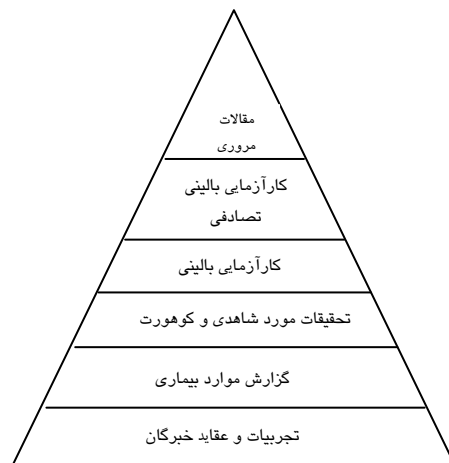 مقالات
مروری
کارآزمایی بالینی
تصادفی
کارآزمایی بالینی
تحقیقات مورد شاهدی و کوهورت
گزارش موارد بیماری
تجربیات و عقاید خبرگان